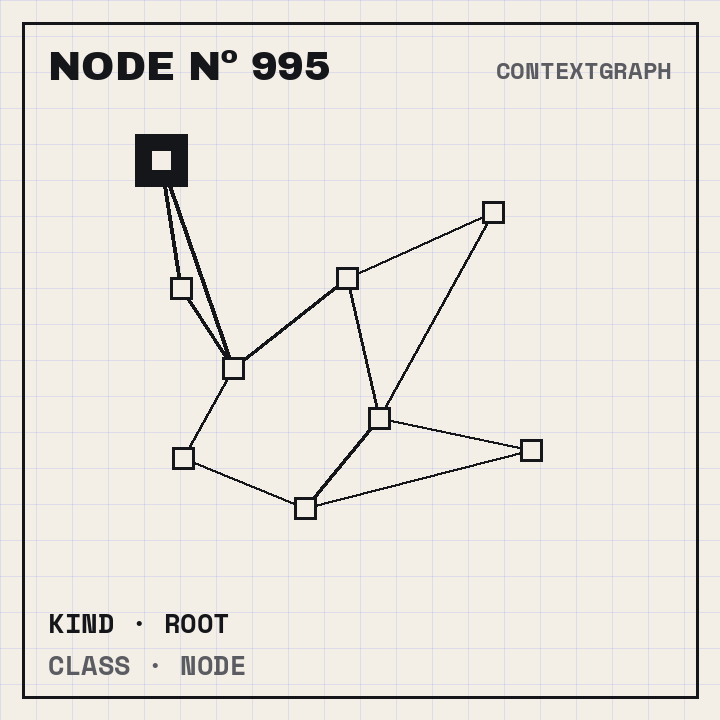 NODE Nº 995
CONTEXTGRAPH
KIND · ROOT
CLASS · NODE